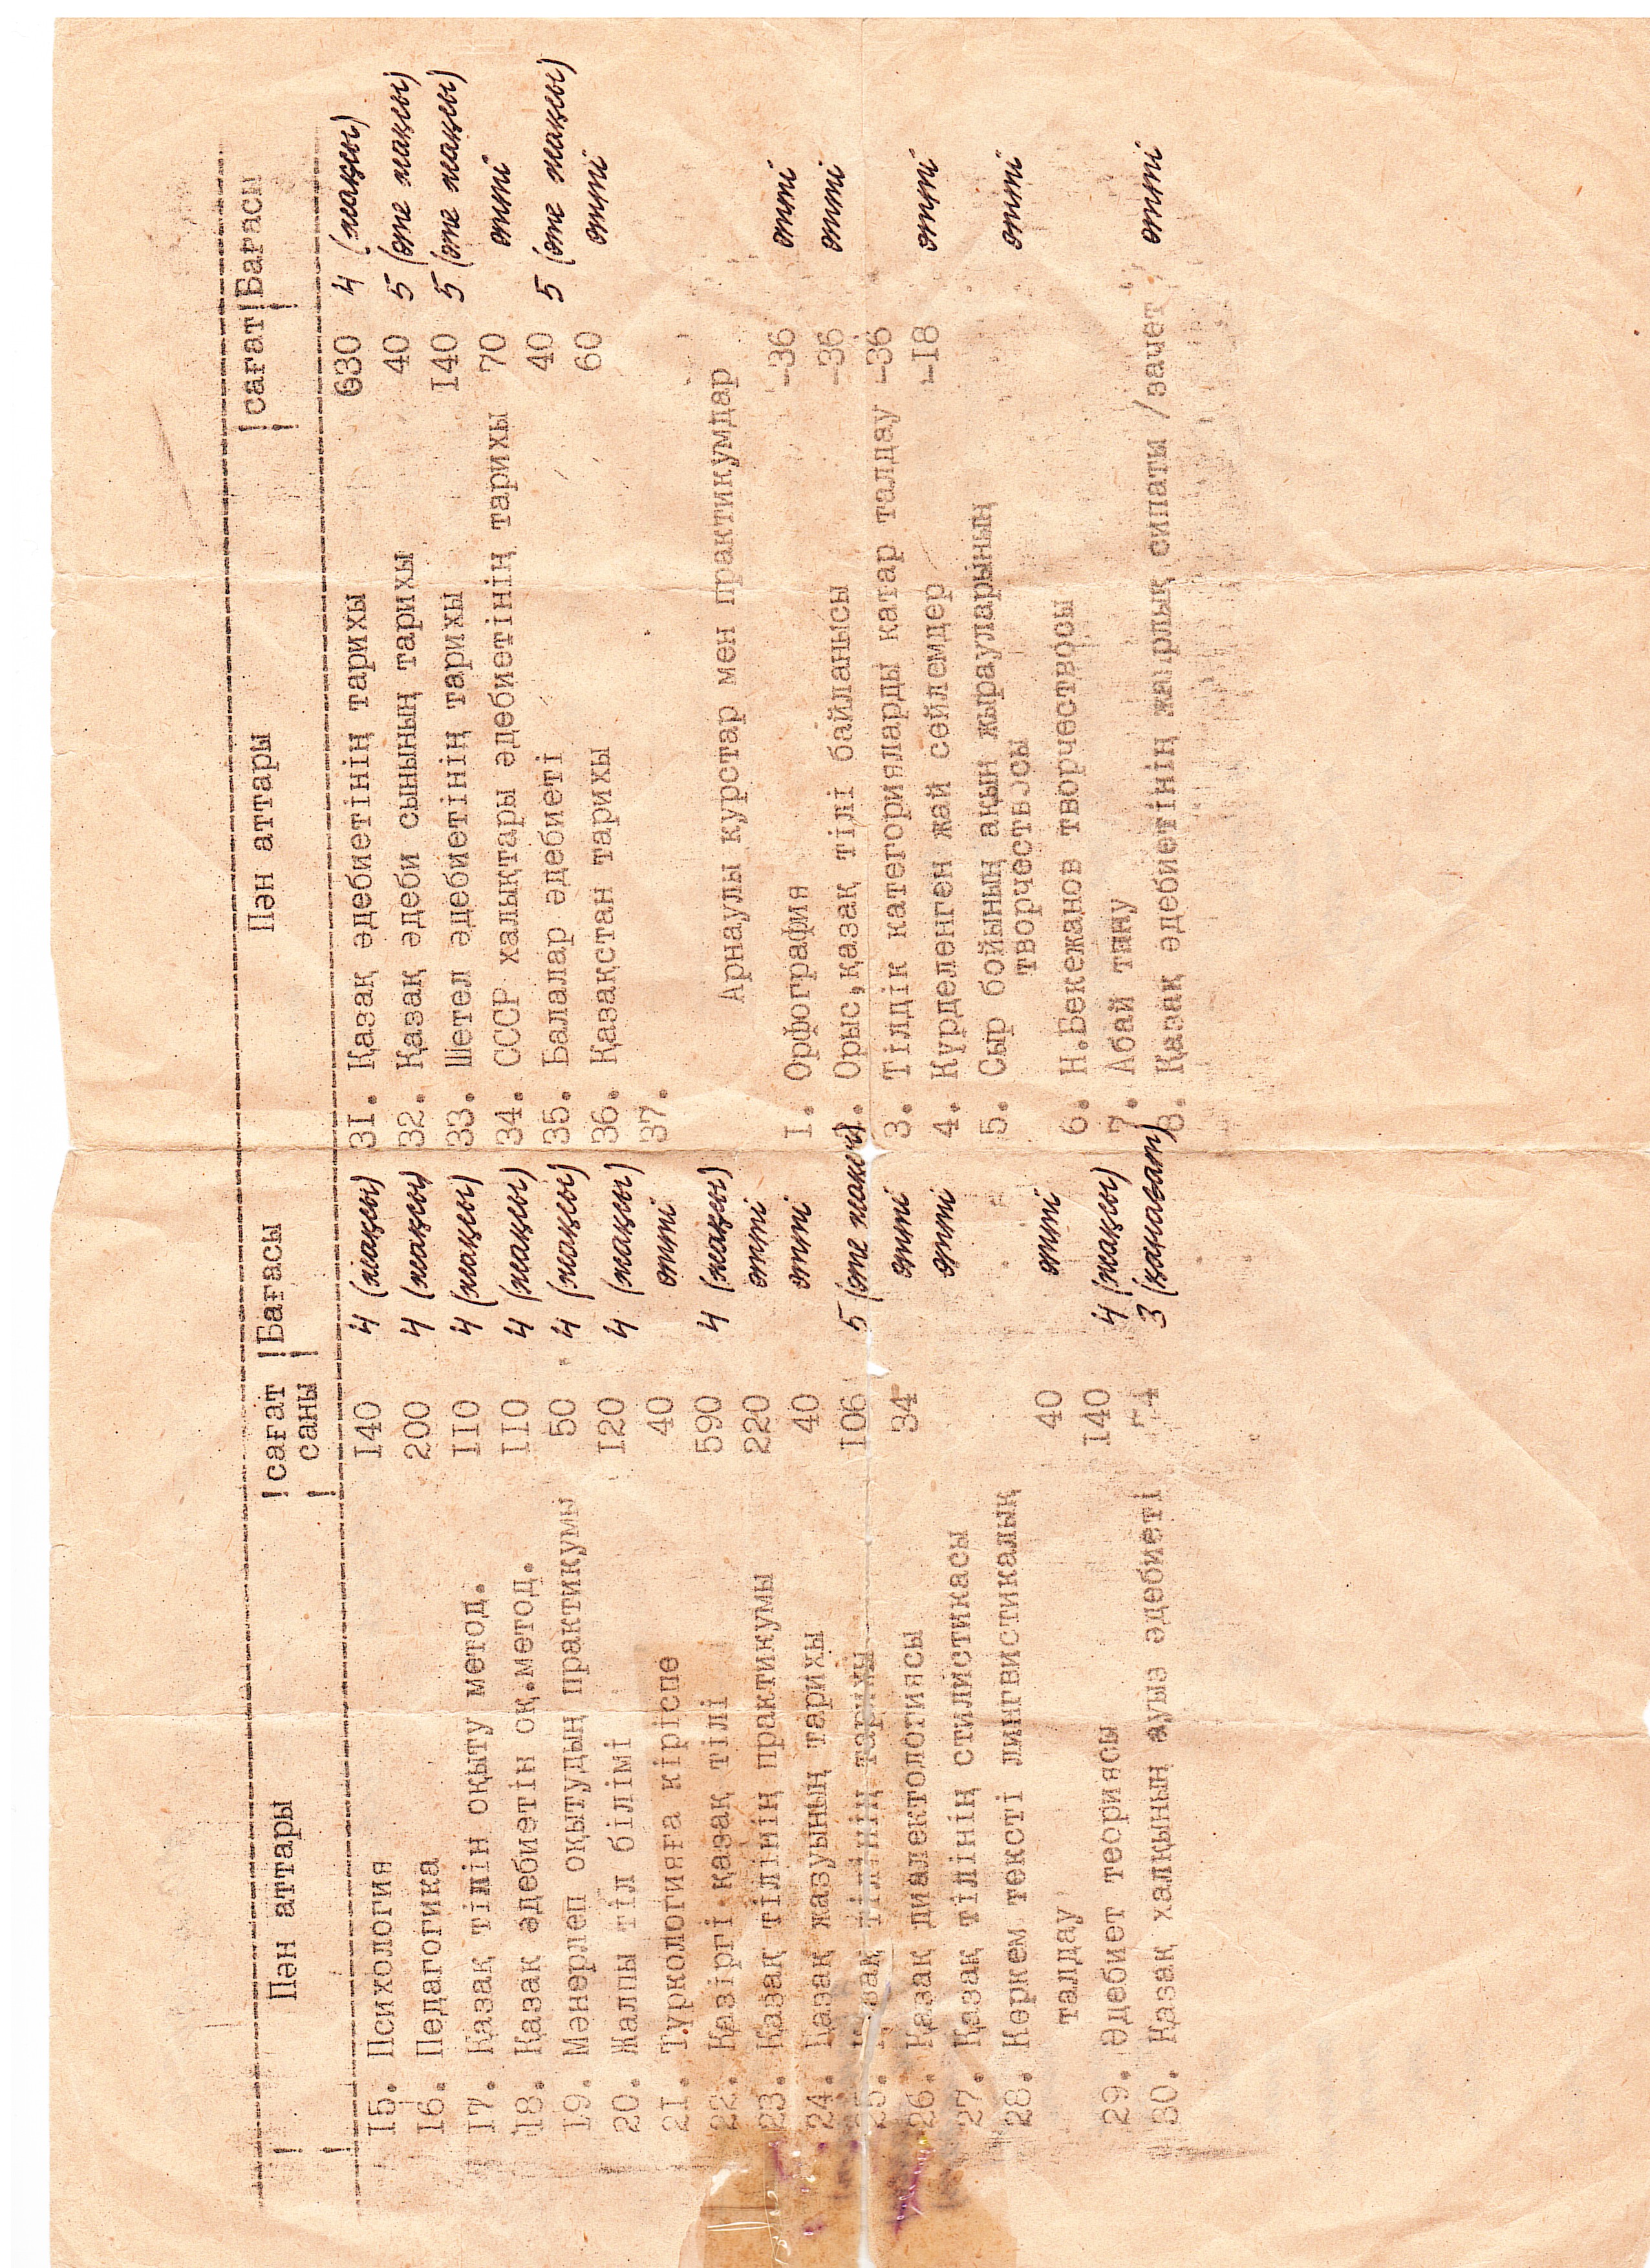 Пән аттары ! сағат ! Бағасы
! саны !
15. Психология 140 4 (жақсы)
16. Педагогика 200 4 (жақсы)
17. Қазақ тілін оқыту метод. 110 4 (жақсы)
18. Қазақ әдебиетін оқ.метод. 110 4 (жақсы)
19. Мәнерлеп оқытудың практикумы 50 4 (жақсы)
20. Жалпы тіл білімі 120 4 (жақсы)
21. Туркологияға кіріспе 40 өтті
22. Қазіргі қазақ тілі 590 4 (жақсы)
23. Қазақ тілінің практикумы 220 өтті
24. Қазақ жазуының тарихы 40 өтті
25. Қазақ тілінің тарихы 106 5 (өте жақсы)
26. Қазақ диалектологиясы 34 өтті
27. Қазақ тілінің стилистикасы өтті
28. Көркем тексті лингвистикалық
талдау 40 өтті
29. Әдебиет теориясы 140 4 (жақсы)
30. Қазақ халқының ауыз әдебиеті 74 3 (қанағат)
Пән аттары ! сағат ! Бағасы
31. Қазақ әдебиетінің тарихы 630 4 (жақсы)
32. Қазақ әдеби сынының тарихы 40 5 (өте жақсы)
33. Шетел әдебиетінің тарихы 140 5 (өте жақсы)
34. СССР халықтары әдебиетінің тарихы 70 өтті
35. Балалар әдебиеті 40 5 (өте жақсы)
36. Қазақстан тарихы 60 өтті
37.
Арнаулы курстар мен практикумдар
1. Орфография -36 өтті
2. Орыс,қазақ тілі байланысы -36 өтті
3. Тілдік категорияларды қатар талдау -36
4. Курделенген жай сөйлемдер -18 өтті
5. Сыр бойының ақын жырауларының
творчествосы өтті
6. Н.Бекежанов творчествосы
7. Абай тану
8. Қазақ әдебиетінің жанрлық сипаты /зачет өтті